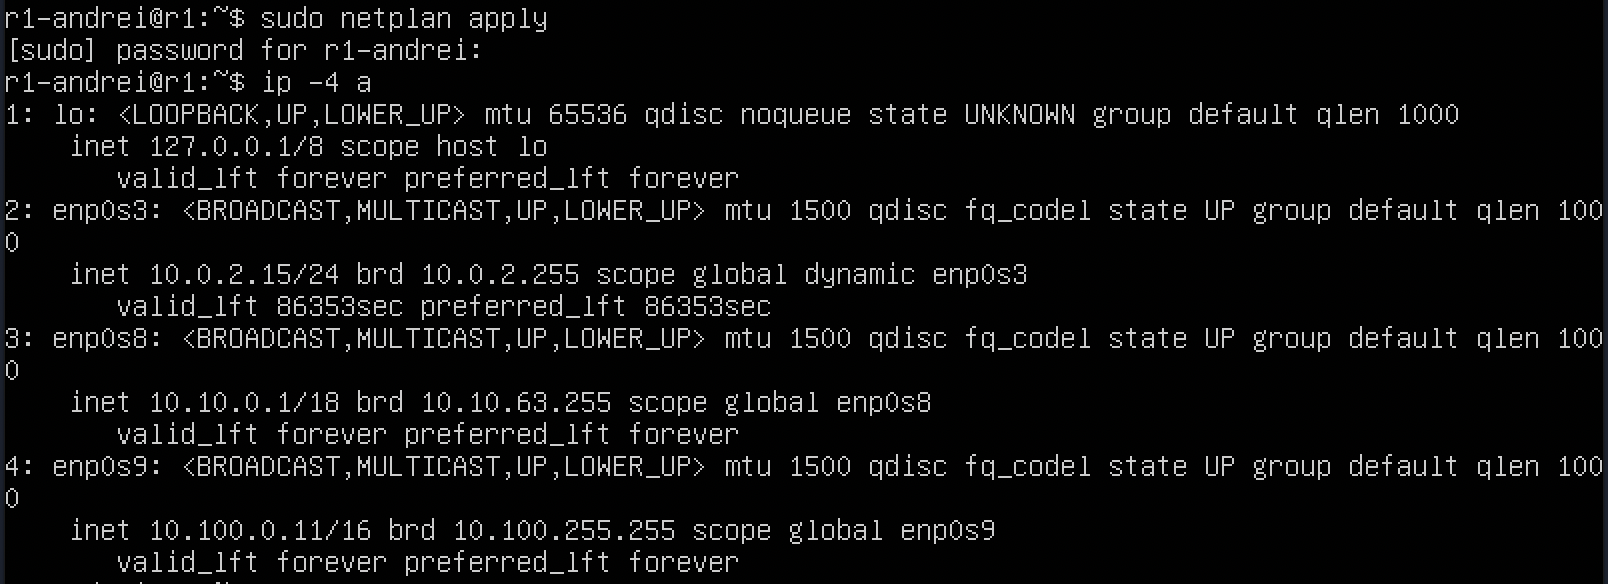 r1-andrei@r1:~$ sudo netplan apply
[sudo] password for r1-andrei:
r1-andrei@r1:~$ ip -4 a
1: lo: <LOOPBACK,UP,LOWER_UP> mtu 65536 qdisc noqueue state UNKNOWN group default qlen 1000
    inet 127.0.0.1/8 scope host lo
       valid_lft forever preferred_lft forever
2: enp0s3: <BROADCAST,MULTICAST,UP,LOWER_UP> mtu 1500 qdisc fq_codel state UP group default qlen 100
0
    inet 10.0.2.15/24 brd 10.0.2.255 scope global dynamic enp0s3
       valid_lft 86353sec preferred_lft 86353sec
3: enp0s8: <BROADCAST,MULTICAST,UP,LOWER_UP> mtu 1500 qdisc fq_codel state UP group default qlen 100
0
    inet 10.10.0.1/18 brd 10.10.63.255 scope global enp0s8
       valid_lft forever preferred_lft forever
4: enp0s9: <BROADCAST,MULTICAST,UP,LOWER_UP> mtu 1500 qdisc fq_codel state UP group default qlen 100
0
    inet 10.100.0.11/16 brd 10.100.255.255 scope global enp0s9
       valid_lft forever preferred_lft forever